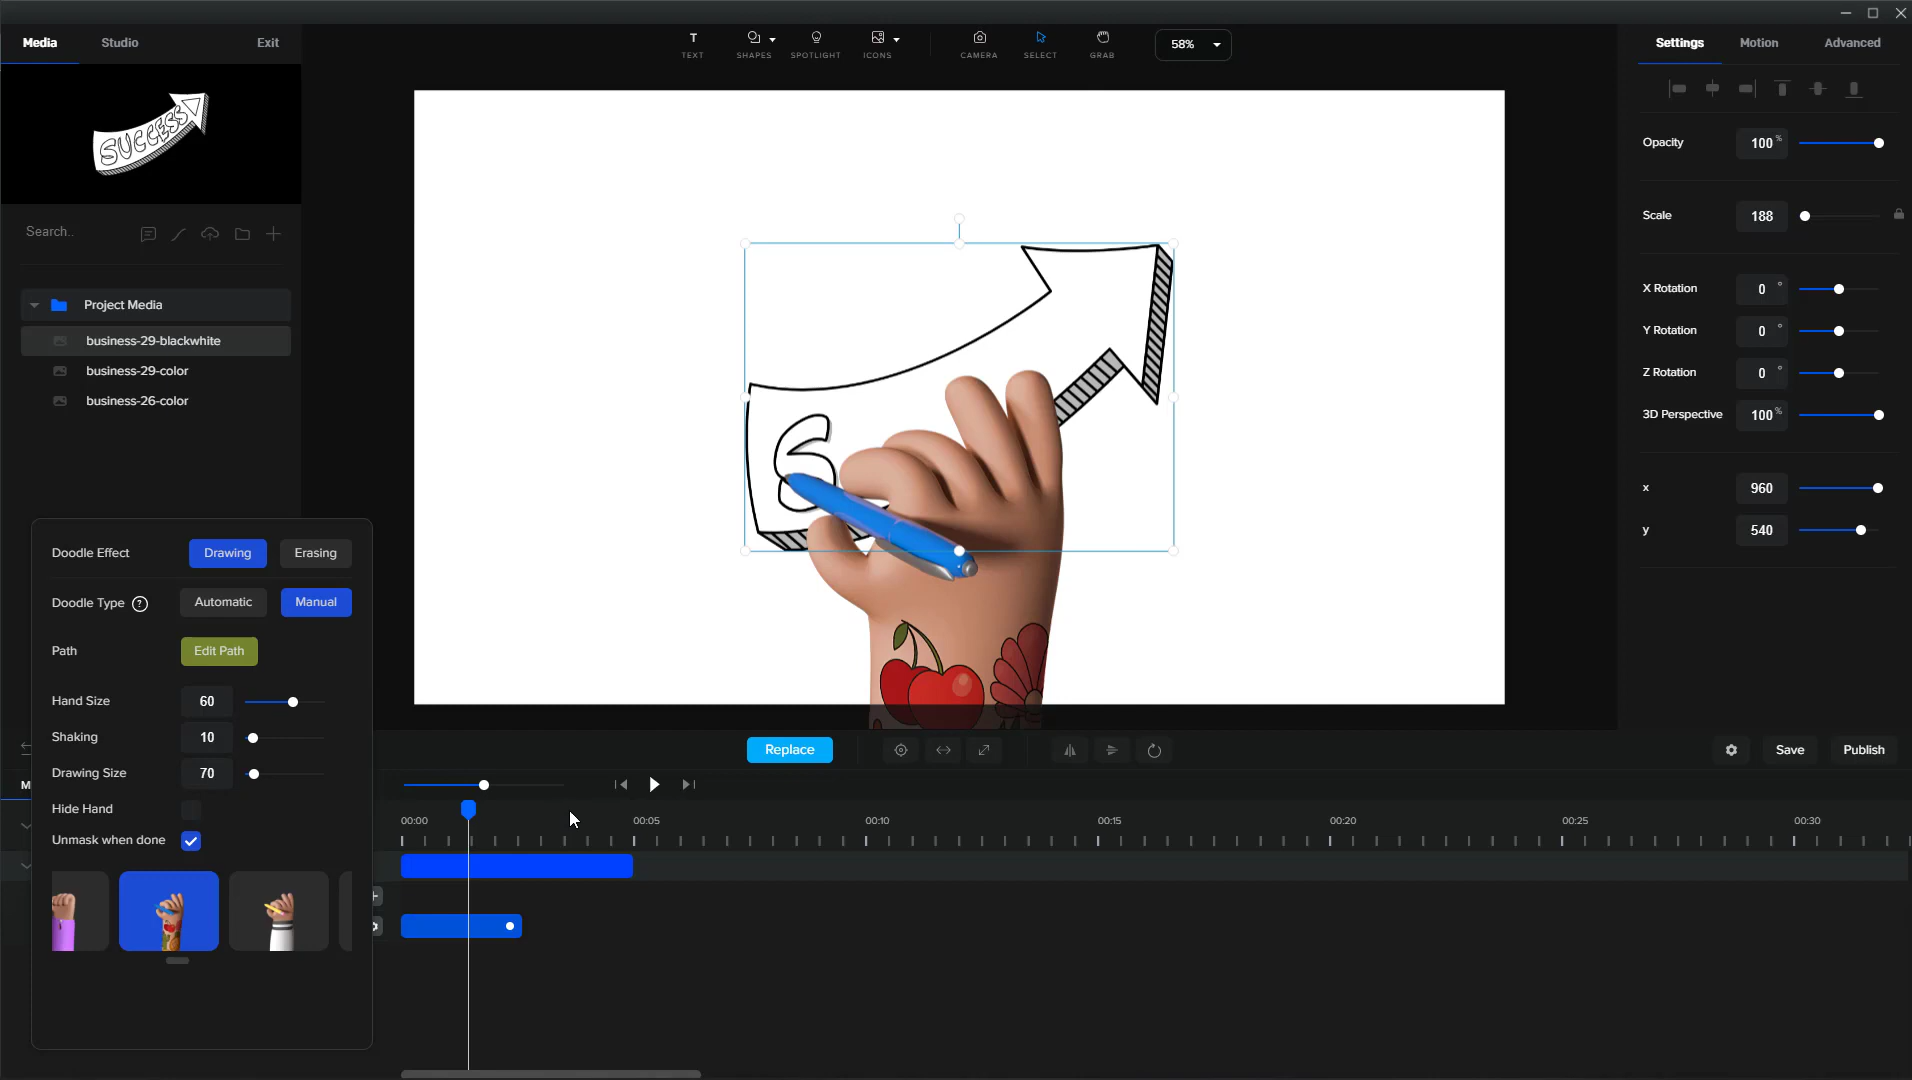 Media Studio Exit
TEXT SHAPES SPOTLIGHT ICONS CAMERA SELECT GRAB 58%
Settings Motion Advanced
SUCCESS
Opacity 100 %
Scale 188
X Rotation 0 °
Y Rotation 0 °
Z Rotation 0 °
3D Perspective 100 %
x 960
y 540
Search..
Project Media
business-29-blackwhite
business-29-color
business-26-color
Doodle Effect Drawing Erasing
Doodle Type ? Automatic Manual
Path Edit Path
Hand Size 60
Shaking 10
Drawing Size 70
Hide Hand
Unmask when done
Replace
Save Publish
M
00:00 00:05 00:10 00:15 00:20 00:25 00:30